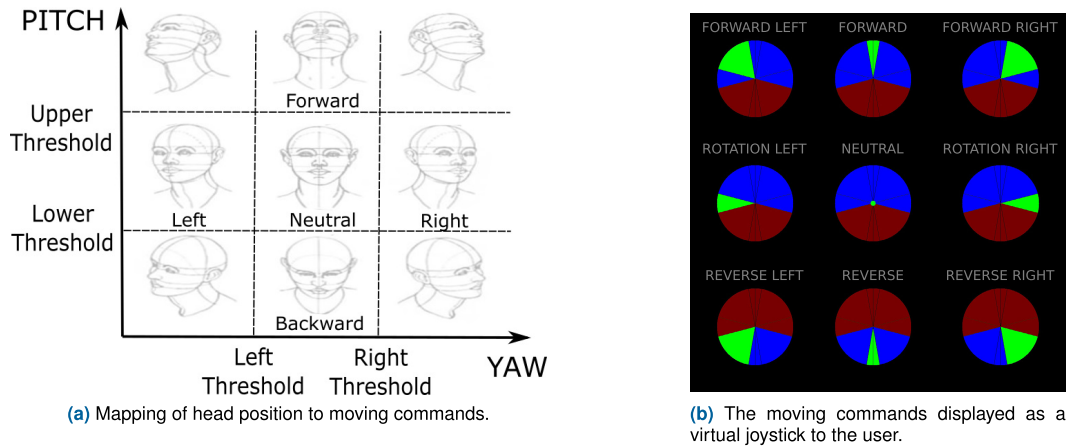 PITCH
Forward
Upper
Threshold
Left
Neutral
Right
Lower
Threshold
Backward
Left
Threshold
Right
Threshold
YAW
(a) Mapping of head position to moving commands.
FORWARD LEFT
FORWARD
FORWARD RIGHT
ROTATION LEFT
NEUTRAL
ROTATION RIGHT
REVERSE LEFT
REVERSE
REVERSE RIGHT
(b) The moving commands displayed as a
virtual joystick to the user.